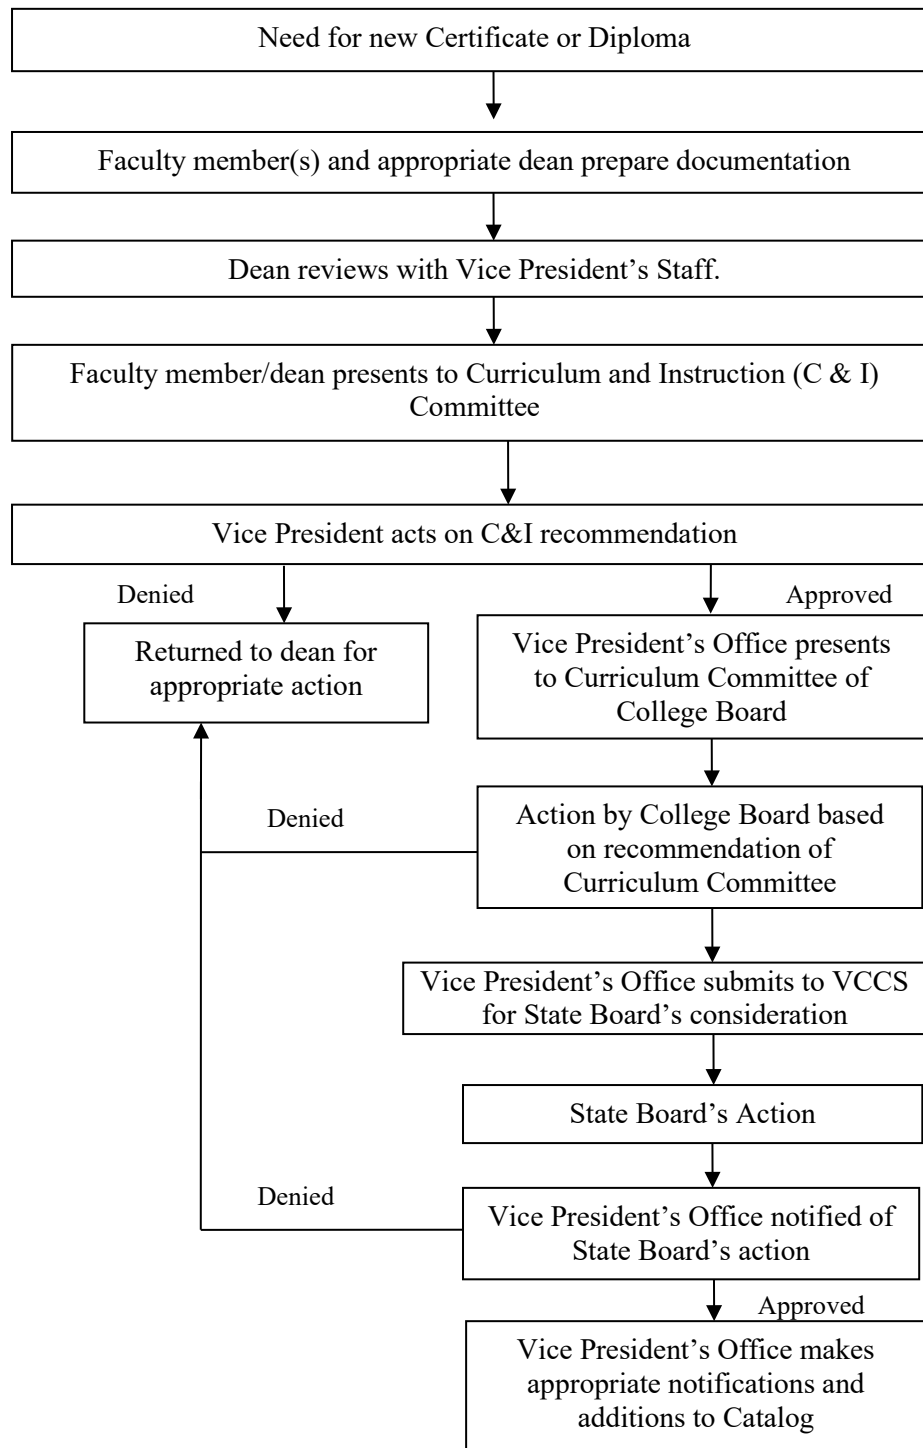 Need for new Certificate or Diploma
Faculty member(s) and appropriate dean prepare documentation
Dean reviews with Vice President’s Staff.
Faculty member/dean presents to Curriculum and Instruction (C & I)
Committee
Vice President acts on C&I recommendation
Denied
Approved
Returned to dean for
appropriate action
Vice President’s Office presents
to Curriculum Committee of
College Board
Denied
Action by College Board based
on recommendation of
Curriculum Committee
Vice President’s Office submits to VCCS
for State Board’s consideration
State Board’s Action
Denied
Vice President’s Office notified of
State Board’s action
Approved
Vice President’s Office makes
appropriate notifications and
additions to Catalog